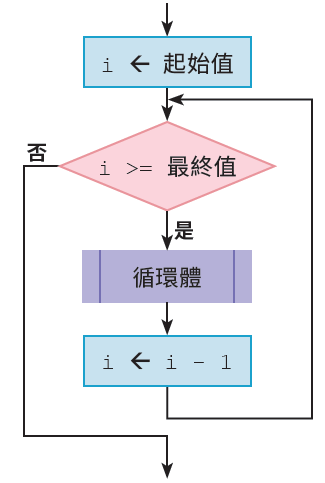 i ← 起始值
否
i >= 最終值
是
循環體
i ← i - 1